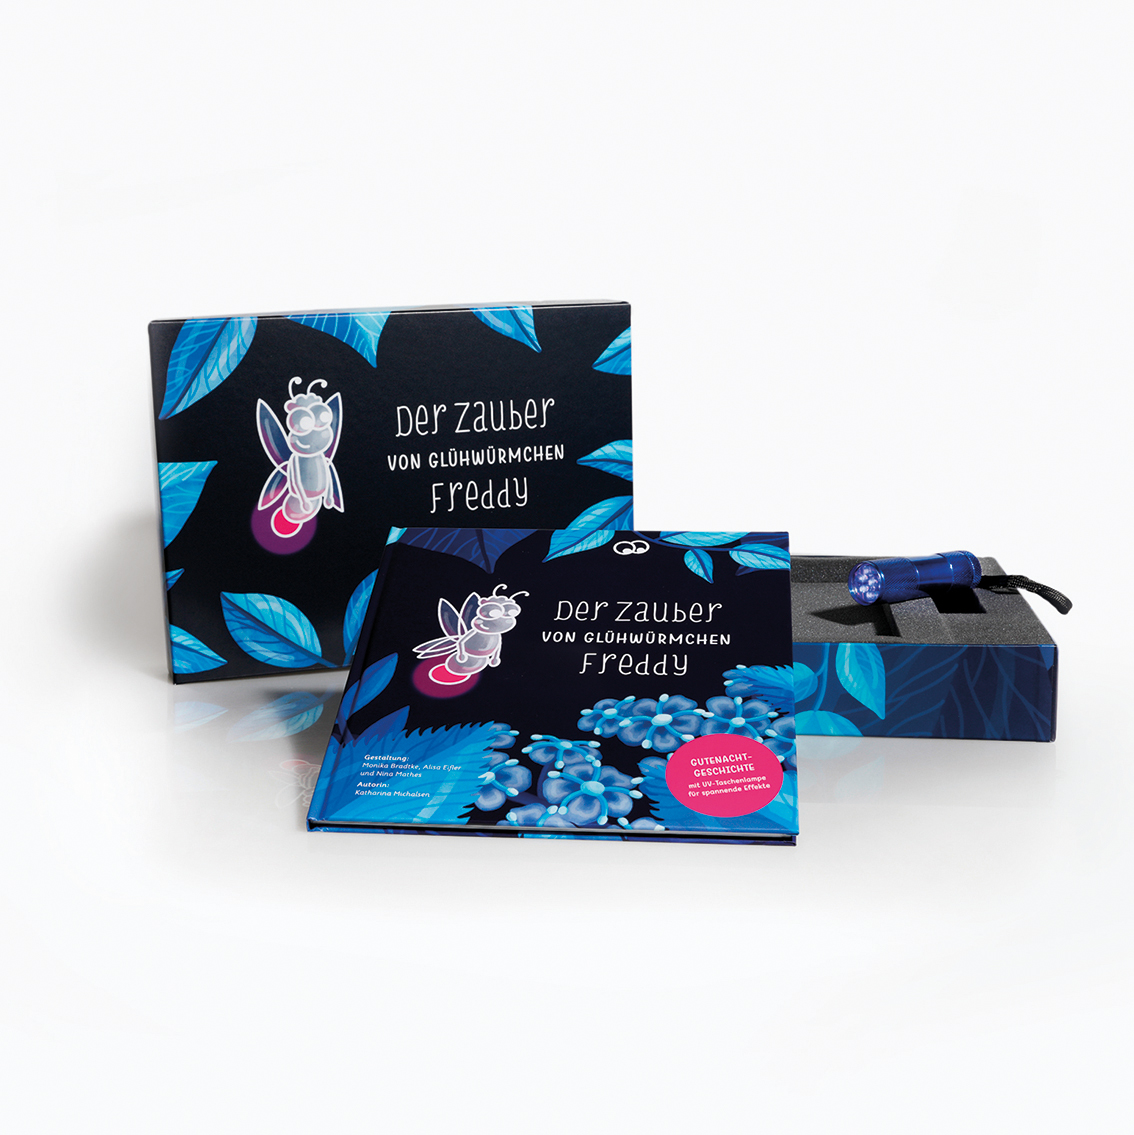 Der Zauber
VON GLÜHWÜRMCHEN
Freddy
Der Zauber
VON GLÜHWÜRMCHEN
Freddy
Gestaltung:
Monika Bradtke, Alisa Eifler
und Nina Mathes
Autorin:
Katharina Michalsen
GUTENACHT-
GESCHICHTE
mit UV-Taschenlampe
für spannende Effekte